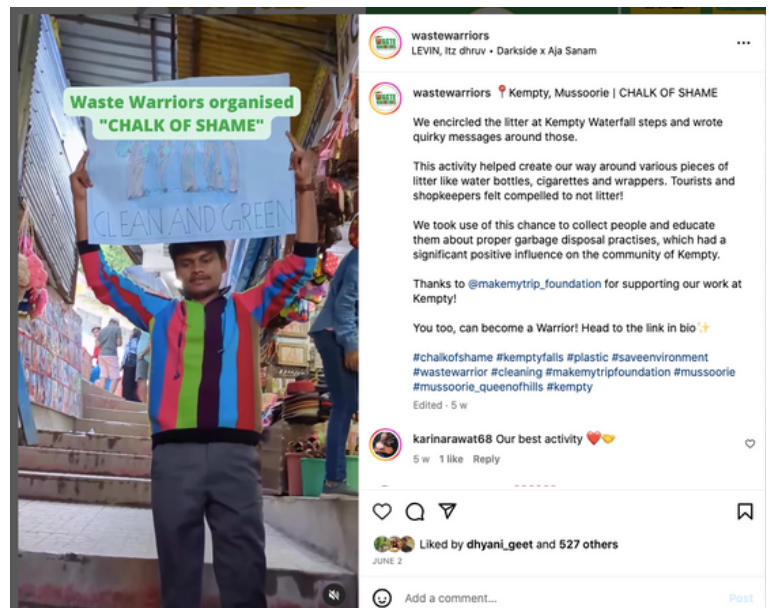 Waste Warriors organised
"CHALK OF SHAME"
CLEAN AND GREEN
wastewarriors
LEVIN, Itz dhruv • Darkside x Aja Sanam
wastewarriors 📍Kempty, Mussoorie | CHALK OF SHAME
We encircled the litter at Kempty Waterfall steps and wrote
quirky messages around those.
This activity helped create our way around various pieces of
litter like water bottles, cigarettes and wrappers. Tourists and
shopkeepers felt compelled to not litter!
We took use of this chance to collect people and educate
them about proper garbage disposal practises, which had a
significant positive influence on the community of Kempty.
Thanks to @makemytrip_foundation for supporting our work at
Kempty!
You too, can become a Warrior! Head to the link in bio✨
#chalkofshame #kemptyfalls #plastic #saveenvironment
#wastewarrior #cleaning #makemytripfoundation #mussoorie
#mussoorie_queenofhills #kempty
Edited · 5 w
karinarawat68 Our best activity ❤️🤝
5 w 1 like Reply
Liked by dhyani_geet and 527 others
JUNE 2
Add a comment...
Post